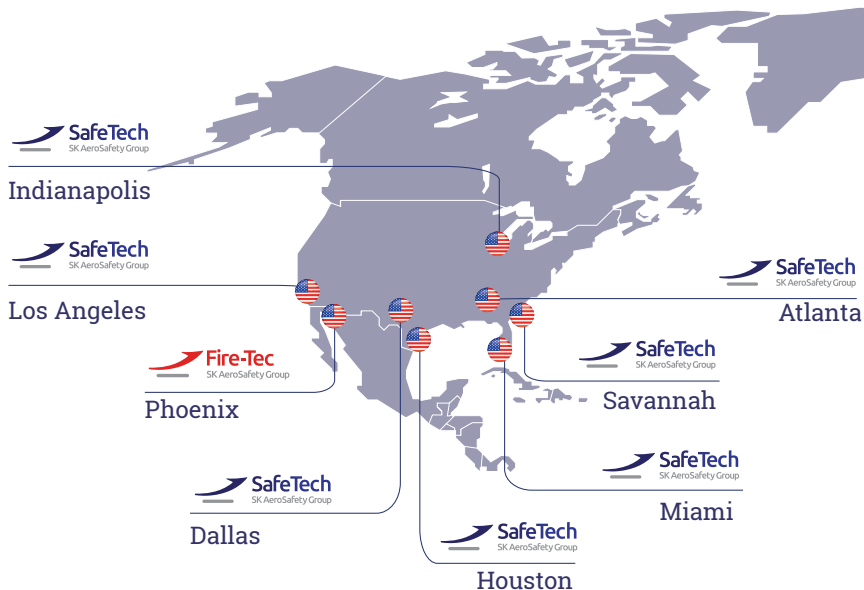 SafeTech
SK AeroSafety Group
Indianapolis
SafeTech
SK AeroSafety Group
Los Angeles
SafeTech
SK AeroSafety Group
Atlanta
Fire-Tec
SK AeroSafety Group
Phoenix
SafeTech
SK AeroSafety Group
Savannah
SafeTech
SK AeroSafety Group
Miami
SafeTech
SK AeroSafety Group
Dallas
SafeTech
SK AeroSafety Group
Houston